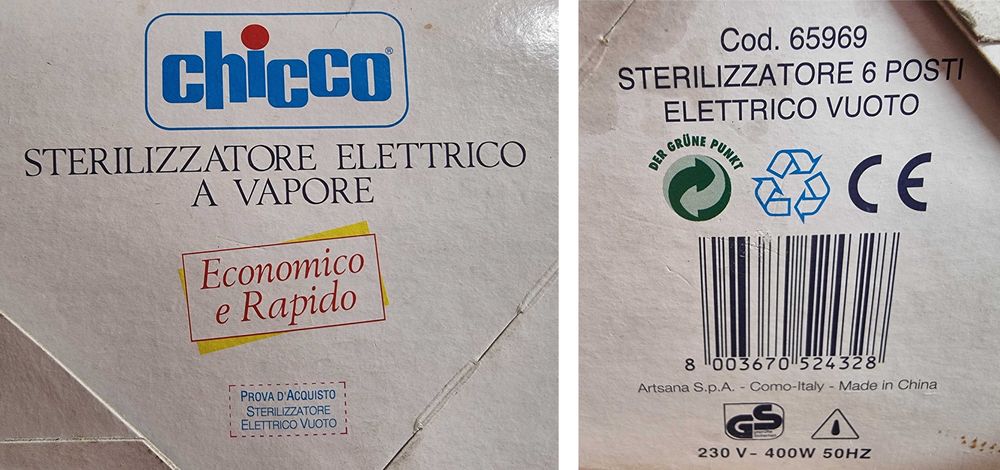 chicco®
STERILIZZATORE ELETTRICO
A VAPORE
Economico
e Rapido
PROVA D'ACQUISTO
STERILIZZATORE
ELETTRICO VUOTO
Cod. 65969
STERILIZZATORE 6 POSTI
ELETTRICO VUOTO
DER GRÜNE PUNKT
CE
8 003670 524328
Artsana S.p.A. - Como-Italy - Made in China
GS
230 V- 400W 50HZ